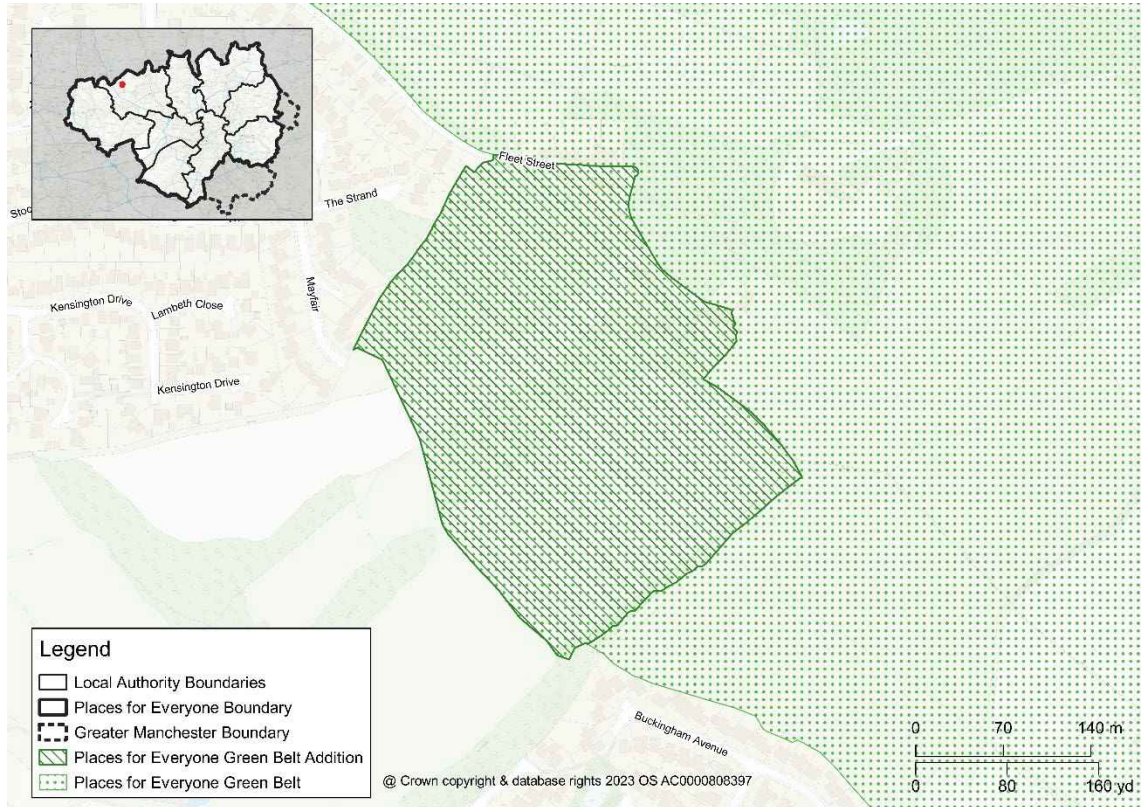 Fleet Street
The Strand
Stoc
Mayfair
Kensington Drive
Lambeth Close
Kensington Drive
Legend
Local Authority Boundaries
Places for Everyone Boundary
Greater Manchester Boundary
Places for Everyone Green Belt Addition
Places for Everyone Green Belt
Buckingham Avenue
@ Crown copyright & database rights 2023 OS AC0000808397
0 70 140 m
0 80 160 yd